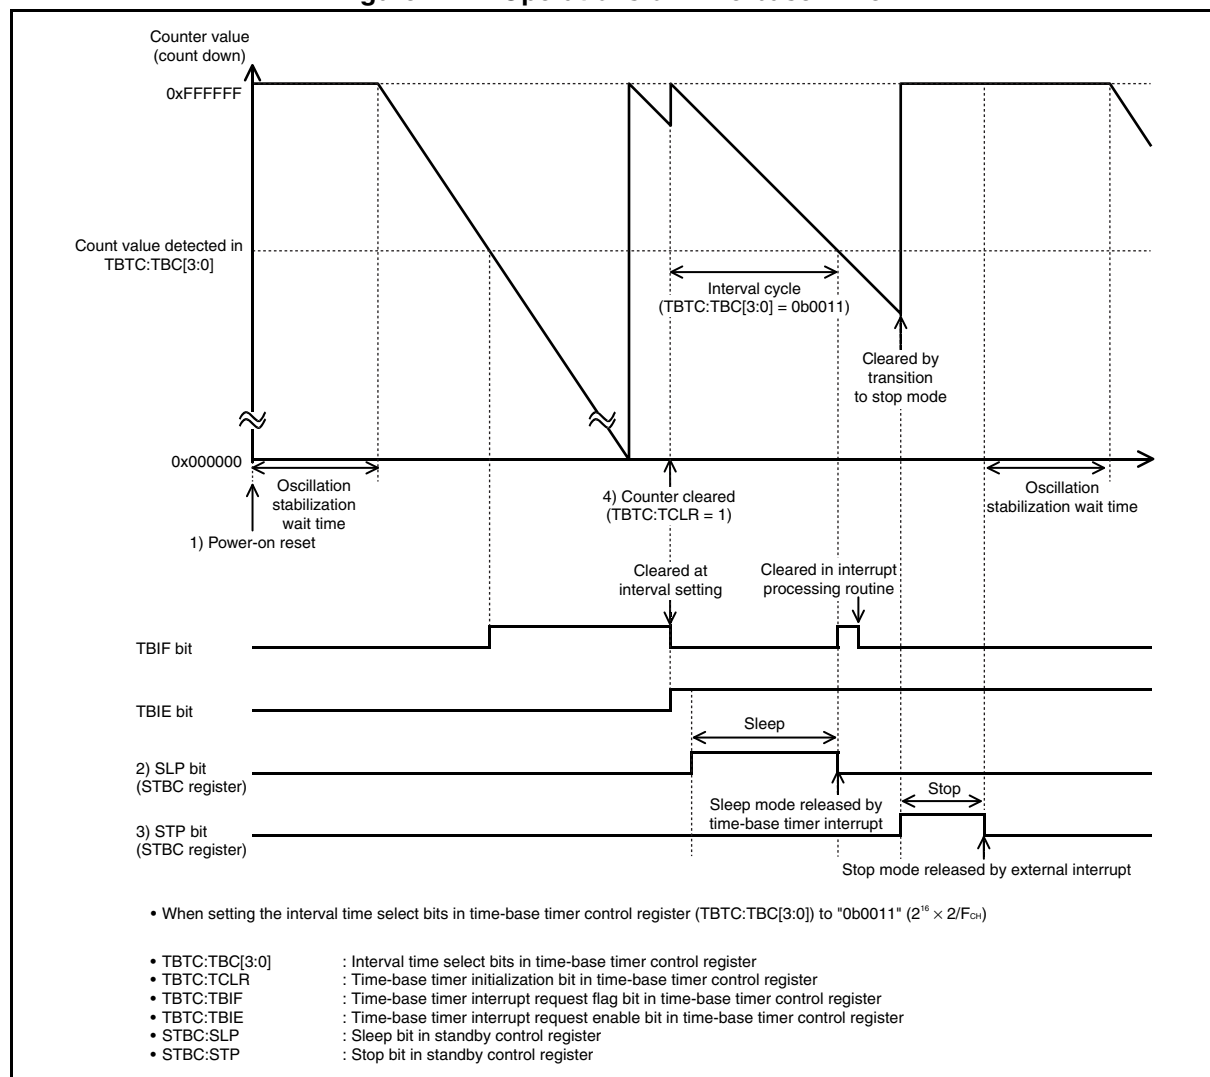 Counter value
(count down)
0xFFFFFF
Count value detected in
TBTC:TBC[3:0]
Interval cycle
(TBTC:TBC[3:0] = 0b0011)
Cleared by
transition
to stop mode
0x000000
Oscillation
stabilization
wait time
4) Counter cleared
(TBTC:TCLR = 1)
Oscillation
stabilization wait time
1) Power-on reset
Cleared at
interval setting
Cleared in interrupt
processing routine
TBIF bit
TBIE bit
Sleep
2) SLP bit
(STBC register)
Sleep mode released by
time-base timer interrupt
Stop
3) STP bit
(STBC register)
Stop mode released by external interrupt
• When setting the interval time select bits in time-base timer control register (TBTC:TBC[3:0]) to "0b0011" (2¹⁶ × 2/FCH)
• TBTC:TBC[3:0] : Interval time select bits in time-base timer control register
• TBTC:TCLR : Time-base timer initialization bit in time-base timer control register
• TBTC:TBIF : Time-base timer interrupt request flag bit in time-base timer control register
• TBTC:TBIE : Time-base timer interrupt request enable bit in time-base timer control register
• STBC:SLP : Sleep bit in standby control register
• STBC:STP : Stop bit in standby control register